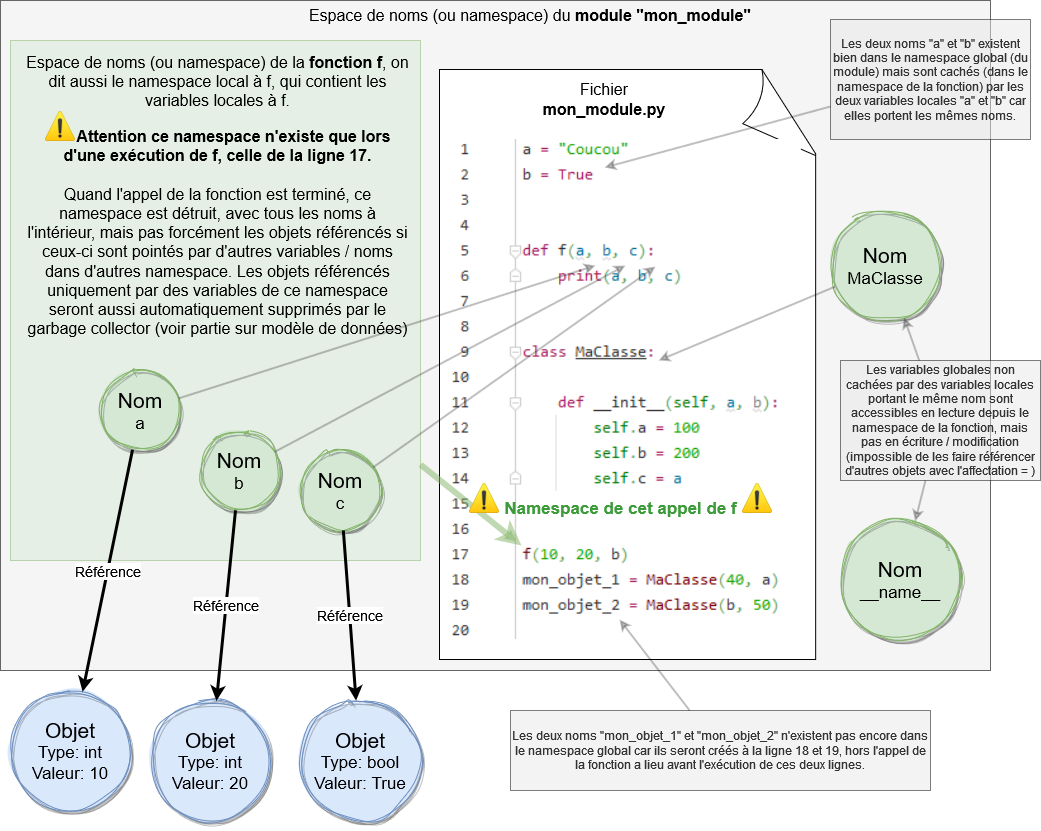 Espace de noms (ou namespace) du module "mon_module"
Espace de noms (ou namespace) de la fonction f, on
dit aussi le namespace local à f, qui contient les
variables locales à f.
Attention ce namespace n'existe que lors
d'une exécution de f, celle de la ligne 17.
Quand l'appel de la fonction est terminé, ce
namespace est détruit, avec tous les noms à
l'intérieur, mais pas forcément les objets référencés si
ceux-ci sont pointés par d'autres variables / noms
dans d'autres namespace. Les objets référencés
uniquement par des variables de ce namespace
seront aussi automatiquement supprimés par le
garbage collector (voir partie sur modèle de données)
Nom
a
Nom
b
Nom
c
Référence
Référence
Référence
Objet
Type: int
Valeur: 10
Objet
Type: int
Valeur: 20
Objet
Type: bool
Valeur: True
Fichier
mon_module.py
1 a = "Coucou"
2 b = True
3
4
5 def f(a, b, c):
6 print(a, b, c)
7
8
9 class MaClasse:
10
11 def __init__(self, a, b):
12 self.a = 100
13 self.b = 200
14 self.c = a
15 Namespace de cet appel de f
16
17 f(10, 20, b)
18 mon_objet_1 = MaClasse(40, a)
19 mon_objet_2 = MaClasse(b, 50)
20
Les deux noms "a" et "b" existent
bien dans le namespace global (du
module) mais sont cachés (dans le
namespace de la fonction) par les
deux variables locales "a" et "b" car
elles portent les mêmes noms.
Nom
MaClasse
Les variables globales non
cachées par des variables locales
portant le même nom sont
accessibles en lecture depuis le
namespace de la fonction, mais
pas en écriture / modification
(impossible de les faire référencer
d'autres objets avec l'affectation = )
Nom
__name__
Les deux noms "mon_objet_1" et "mon_objet_2" n'existent pas encore dans
le namespace global car ils seront créés à la ligne 18 et 19, hors l'appel de
la fonction a lieu avant l'exécution de ces deux lignes.